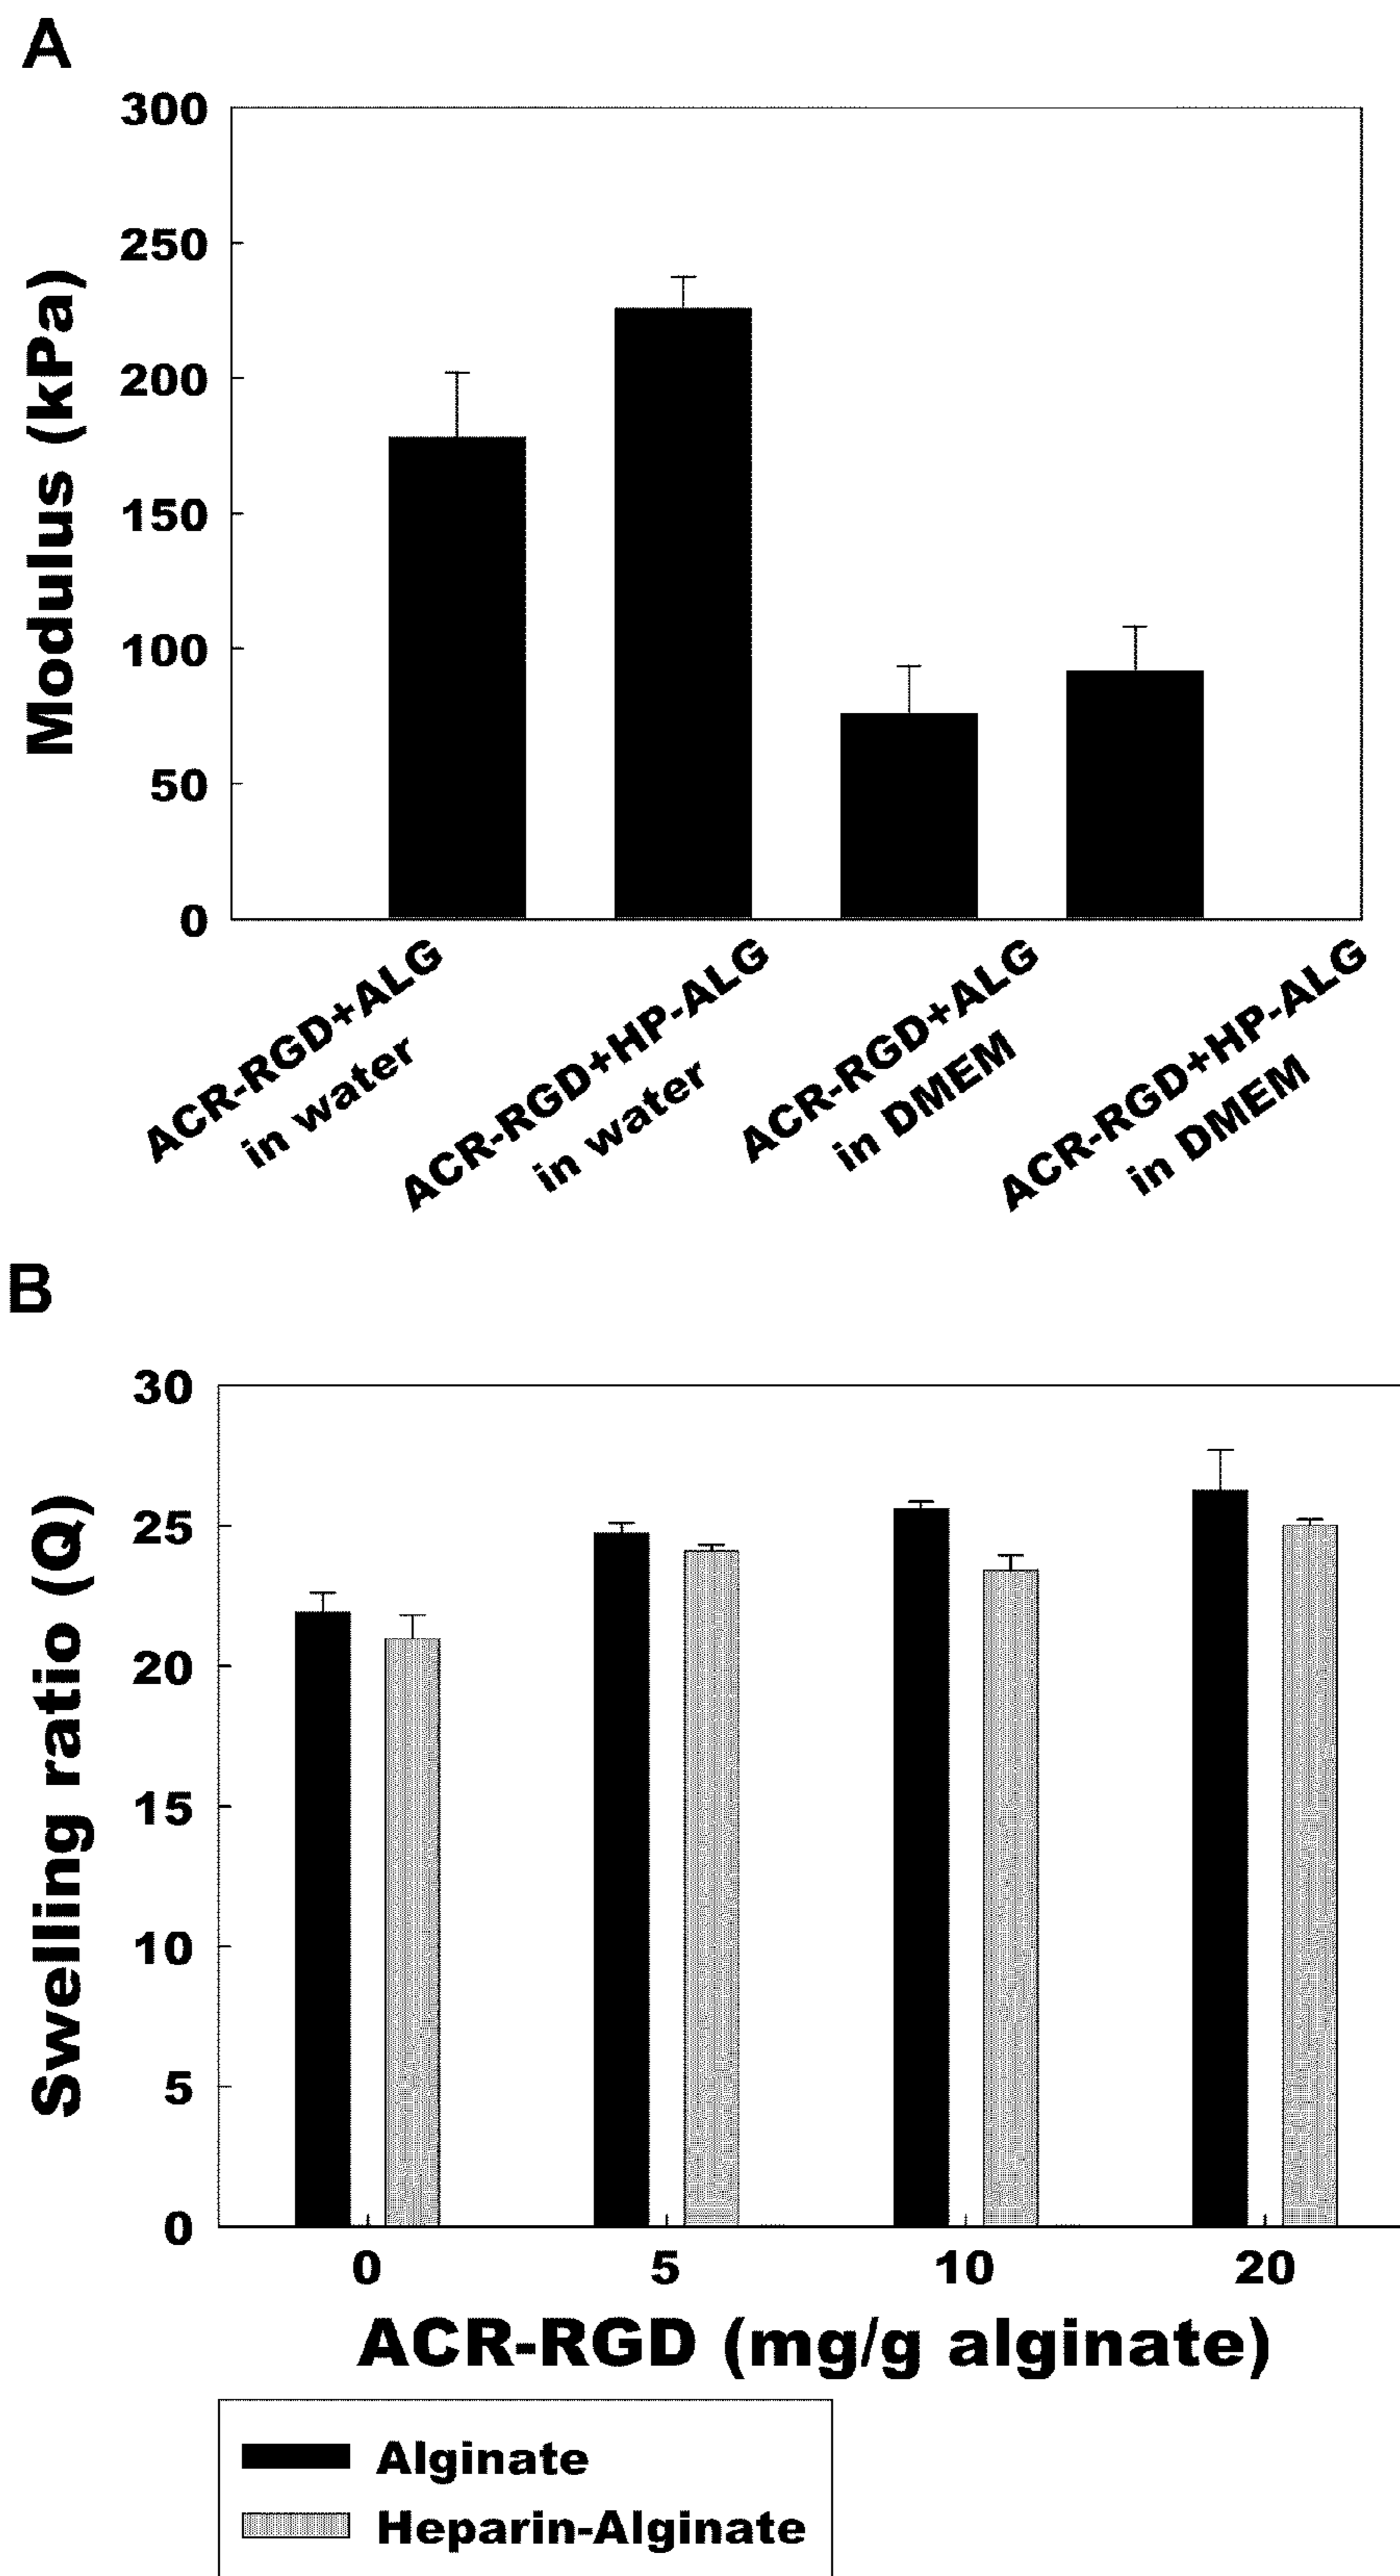 A
300
250
200
150
100
50
0
Modulus (kPa)
ACR-RGD+ALG
in water
ACR-RGD+HP-ALG
in water
ACR-RGD+ALG
in DMEM
ACR-RGD+HP-ALG
in DMEM
B
30
25
20
15
10
5
0
Swelling ratio (Q)
0 5 10 20
ACR-RGD (mg/g alginate)
Alginate
Heparin-Alginate